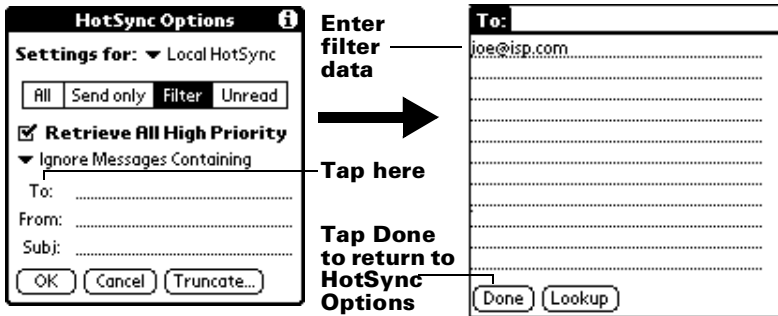 HotSync Options
Settings for: Local HotSync
All Send only Filter Unread
Retrieve All High Priority
Ignore Messages Containing
To:
From:
Subj:
OK Cancel Truncate...
Enter
filter
data
Tap here
Tap Done
to return to
HotSync
Options
To:
joe@isp.com
Done Lookup